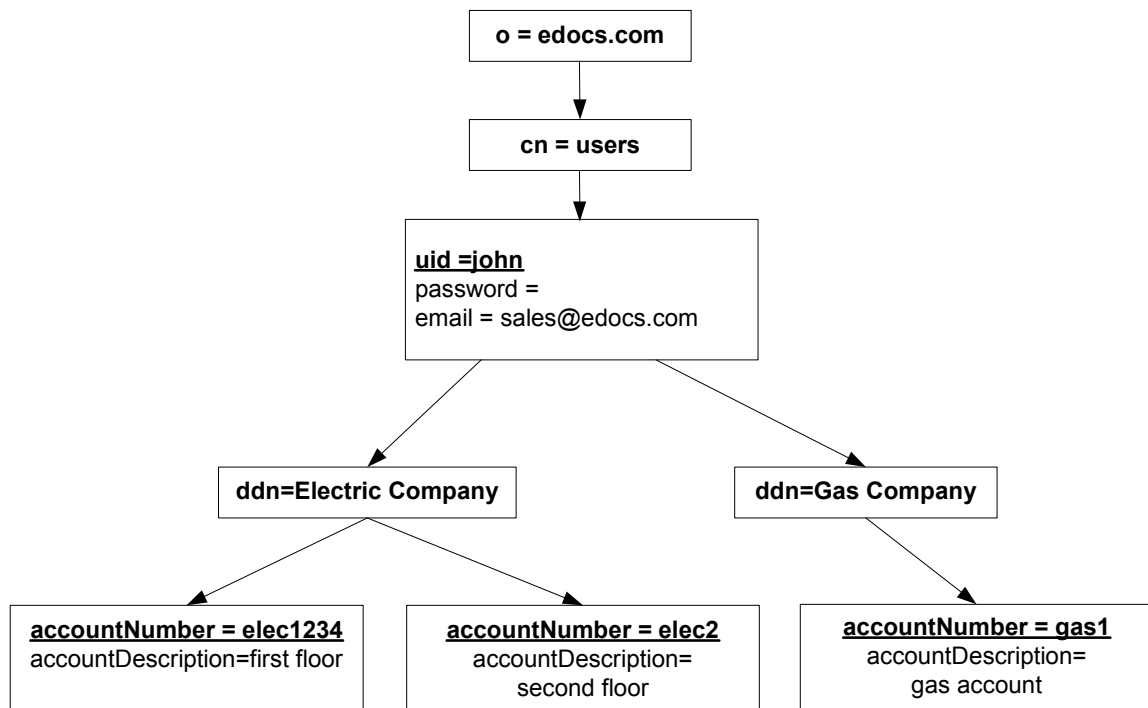 o = edocs.com
cn = users
uid =john
password =
email = sales@edocs.com
ddn=Electric Company
ddn=Gas Company
accountNumber = elec1234
accountDescription=first floor
accountNumber = elec2
accountDescription=
second floor
accountNumber = gas1
accountDescription=
gas account